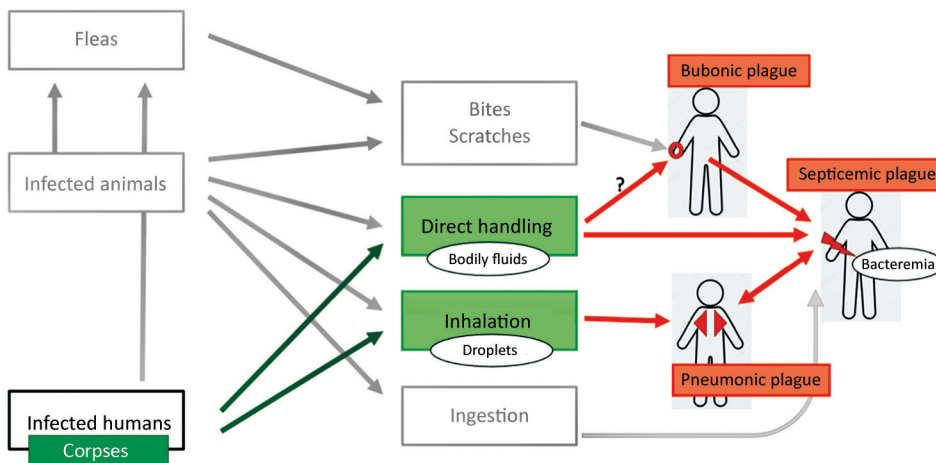 Fleas
Bubonic plague
Bites
Scratches
Infected animals
?
Septicemic plague
Direct handling
Bodily fluids
Bacteremia
Inhalation
Droplets
Pneumonic plague
Infected humans
Corpses
Ingestion